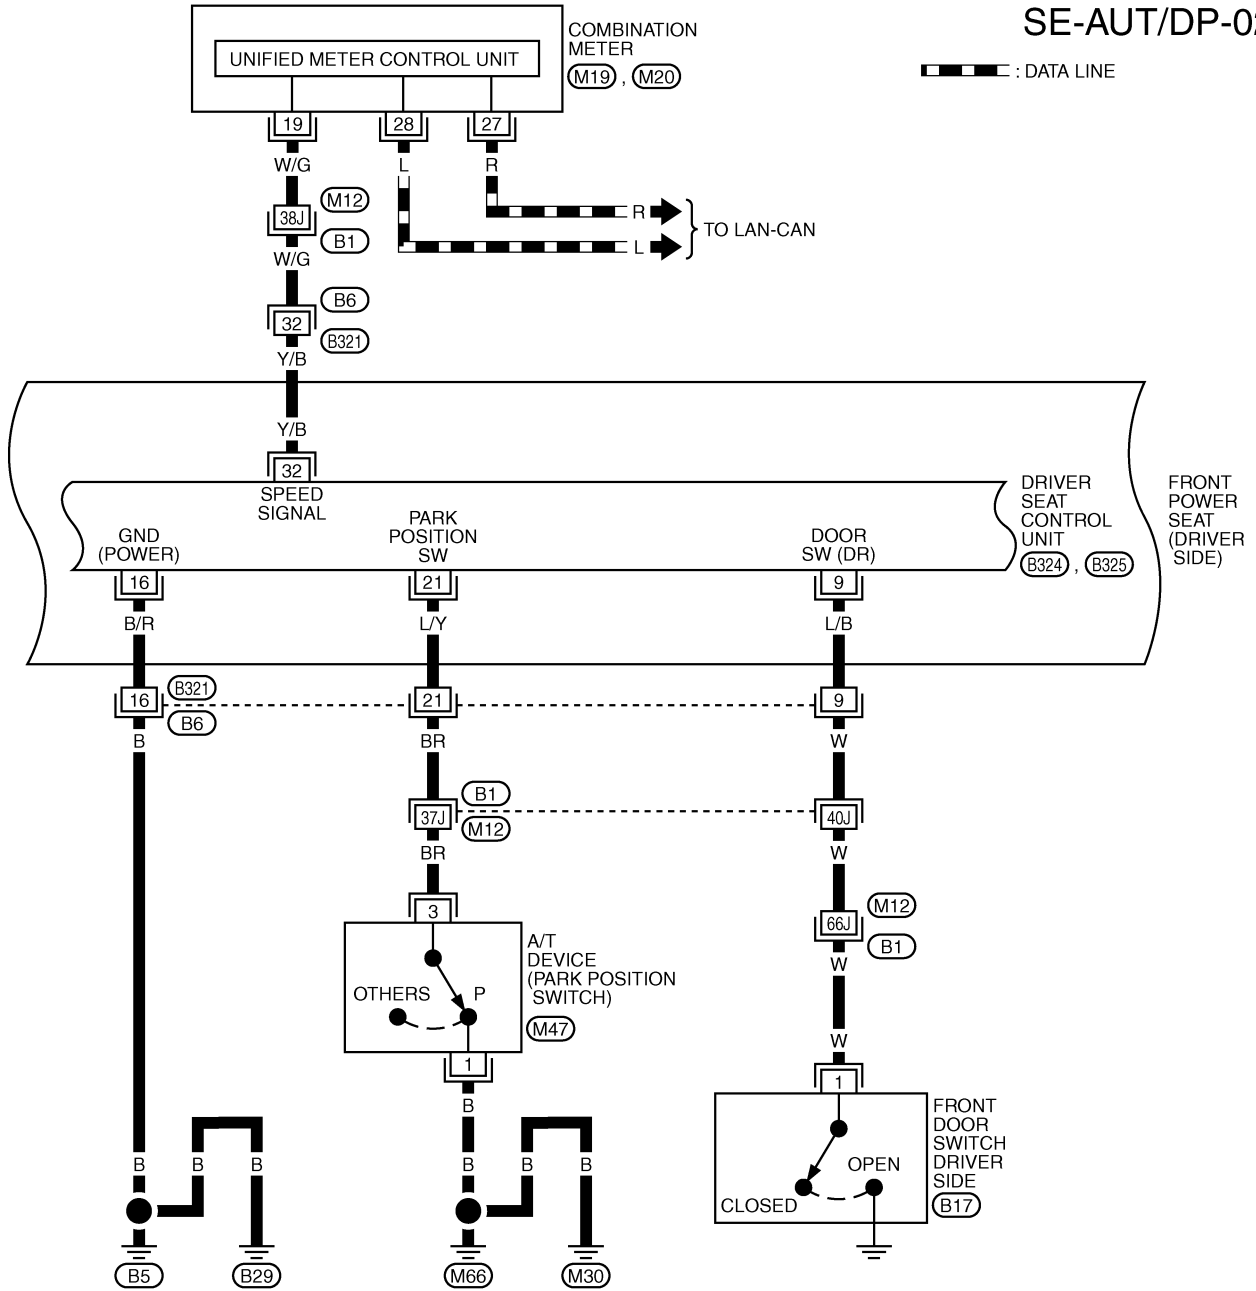 SE-AUT/DP-02
COMBINATION
METER
M19 , M20
UNIFIED METER CONTROL UNIT
: DATA LINE
19
28
27
W/G
L
R
M12
38J
B1
R
TO LAN-CAN
L
W/G
B6
32
B321
Y/B
Y/B
32
SPEED
SIGNAL
GND
(POWER)
PARK
POSITION
SW
DOOR
SW (DR)
DRIVER
SEAT
CONTROL
UNIT
B324 , B325
FRONT
POWER
SEAT
(DRIVER
SIDE)
16
21
9
B/R
L/Y
L/B
16
B321
B6
21
9
B
BR
W
37J
B1
M12
40J
BR
W
M12
66J
B1
W
W
3
A/T
DEVICE
(PARK POSITION
SWITCH)
M47
OTHERS
P
1
1
FRONT
DOOR
SWITCH
DRIVER
SIDE
B17
OPEN
CLOSED
B
B
B
B
B
B
B
B5
B29
M66
M30